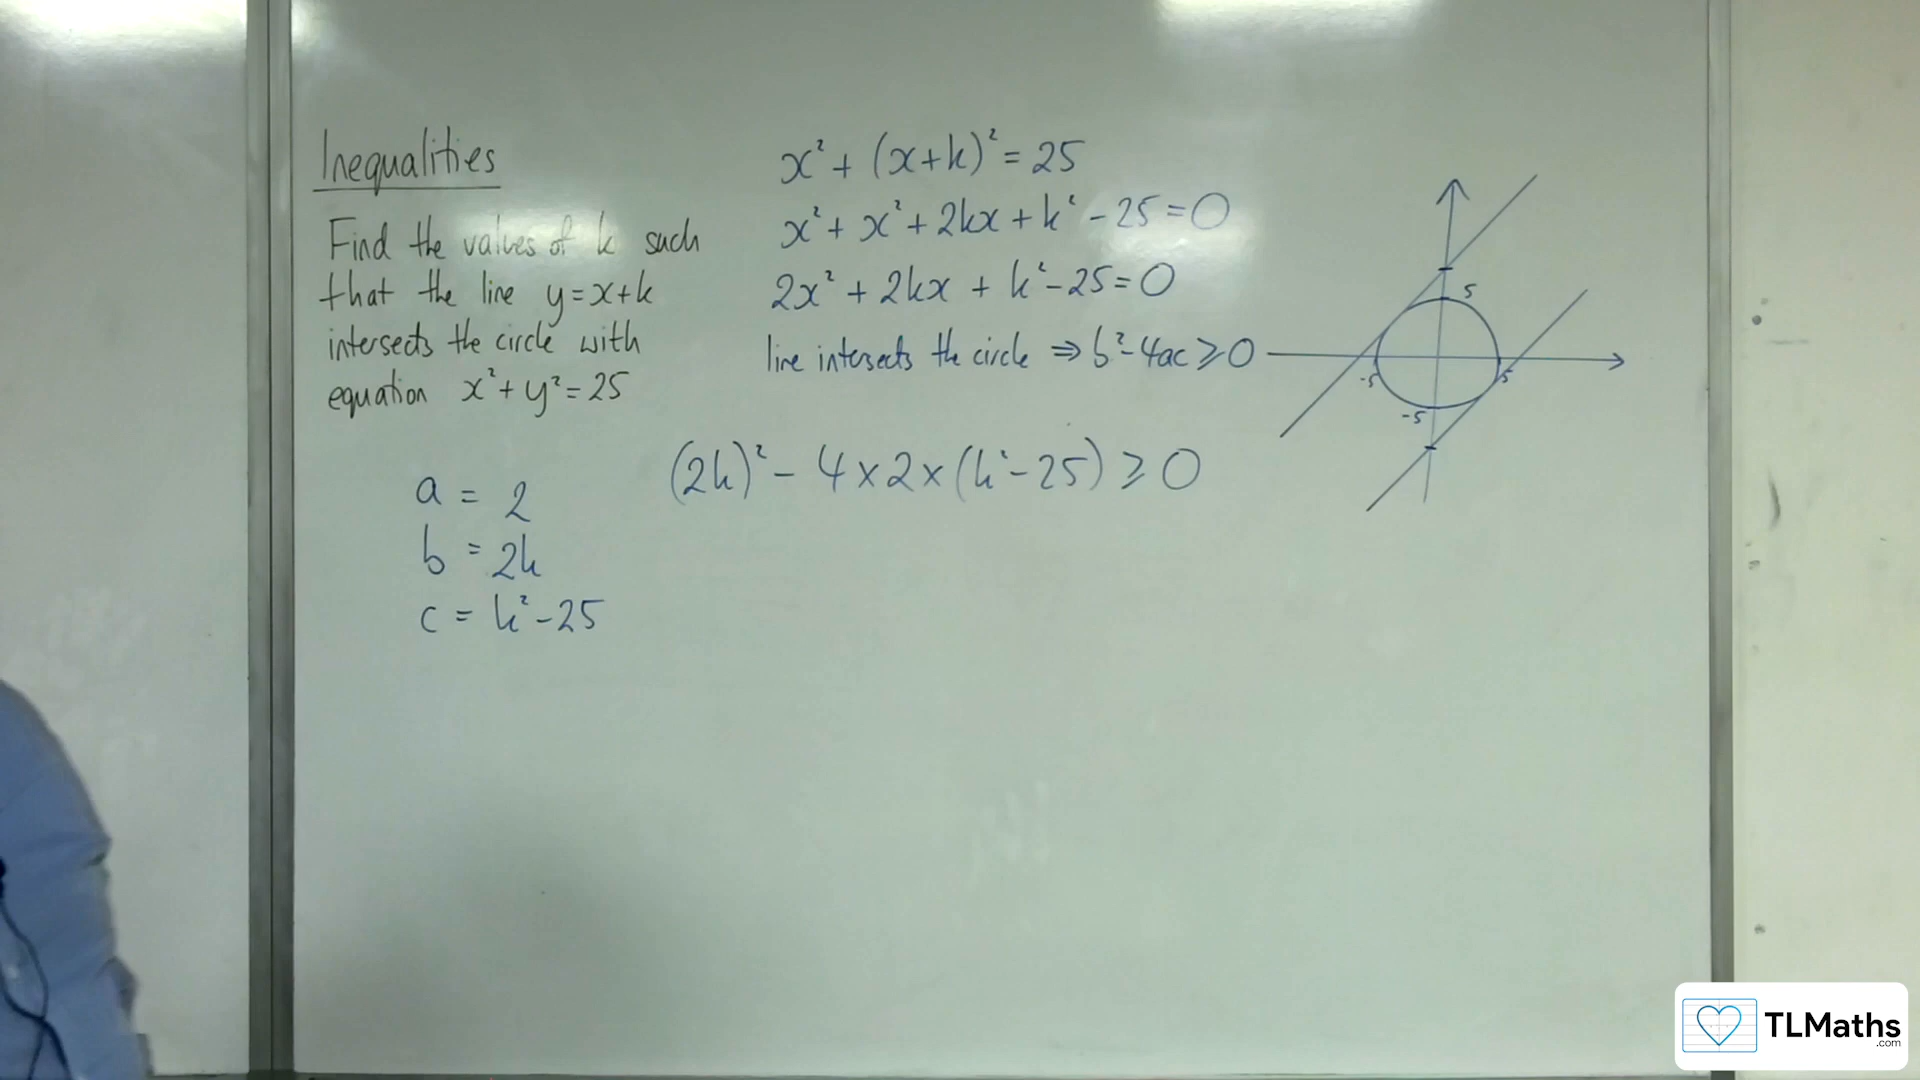 Inequalities
Find the values of k such
that the line y=x+k
intersects the circle with
equation x²+y²=25
a = 2
b = 2k
c = k²-25
x² + (x+k)² = 25
x² + x² + 2kx + k² - 25 = 0
2x² + 2kx + k² - 25 = 0
line intersects the circle ⇒ b²-4ac ≥ 0
(2k)² - 4 × 2 × (k²-25) ≥ 0
5
-5
5
-5
TLMaths
.com